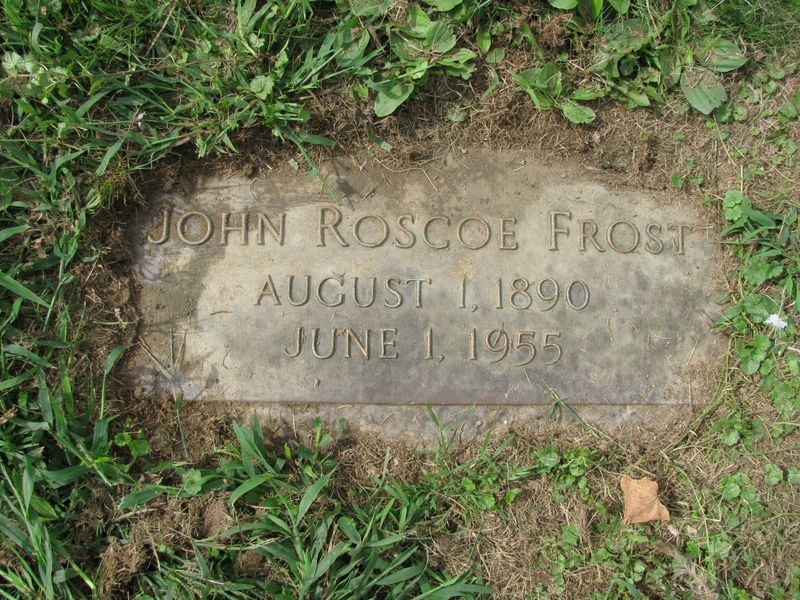 JOHN ROSCOE FROST
AUGUST 1, 1890
JUNE 1, 1955